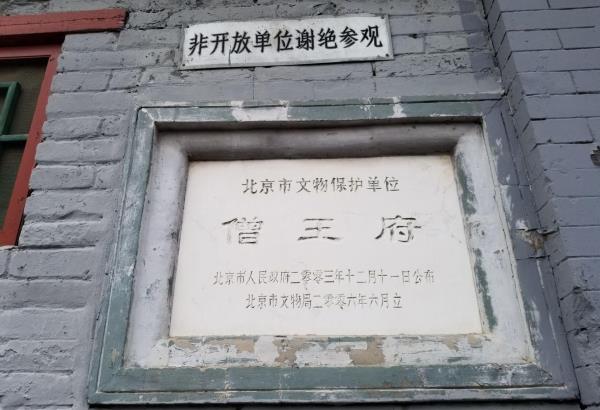 非开放单位谢绝参观
北京市文物保护单位
僧王府
北京市人民政府二零零三年十二月十一日公布
北京市文物局二零零六年六月立